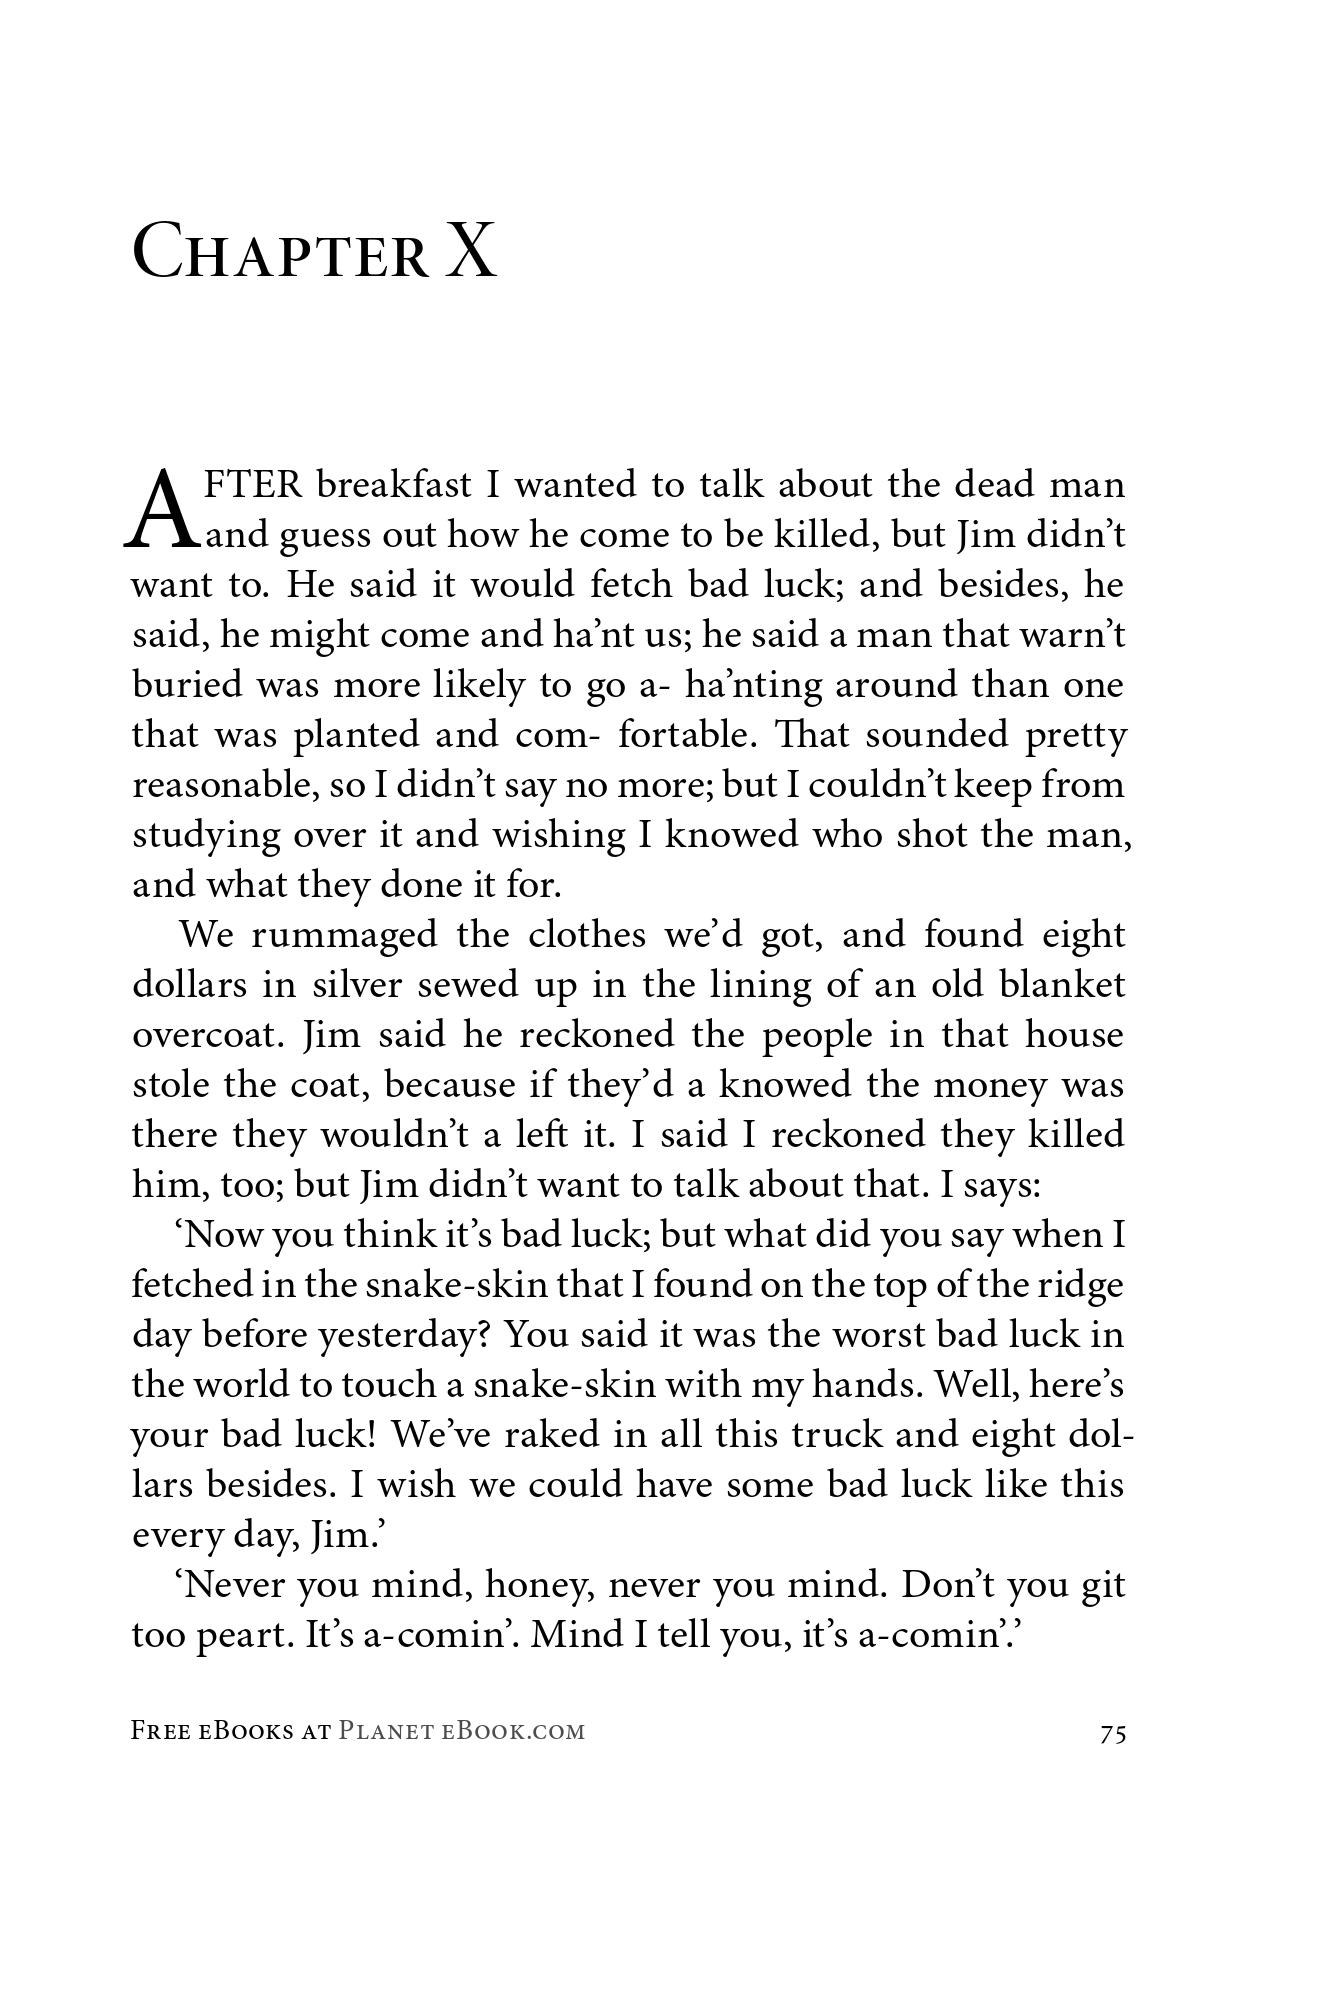 Chapter X
AFTER breakfast I wanted to talk about the dead man
and guess out how he come to be killed, but Jim didn’t
want to. He said it would fetch bad luck; and besides, he
said, he might come and ha’nt us; he said a man that warn’t
buried was more likely to go a- ha’nting around than one
that was planted and com- fortable. That sounded pretty
reasonable, so I didn’t say no more; but I couldn’t keep from
studying over it and wishing I knowed who shot the man,
and what they done it for.
We rummaged the clothes we’d got, and found eight
dollars in silver sewed up in the lining of an old blanket
overcoat. Jim said he reckoned the people in that house
stole the coat, because if they’d a knowed the money was
there they wouldn’t a left it. I said I reckoned they killed
him, too; but Jim didn’t want to talk about that. I says:
‘Now you think it’s bad luck; but what did you say when I
fetched in the snake-skin that I found on the top of the ridge
day before yesterday? You said it was the worst bad luck in
the world to touch a snake-skin with my hands. Well, here’s
your bad luck! We’ve raked in all this truck and eight dol-
lars besides. I wish we could have some bad luck like this
every day, Jim.’
‘Never you mind, honey, never you mind. Don’t you git
too peart. It’s a-comin’. Mind I tell you, it’s a-comin’.’
Free eBooks at Planet eBook.com 75